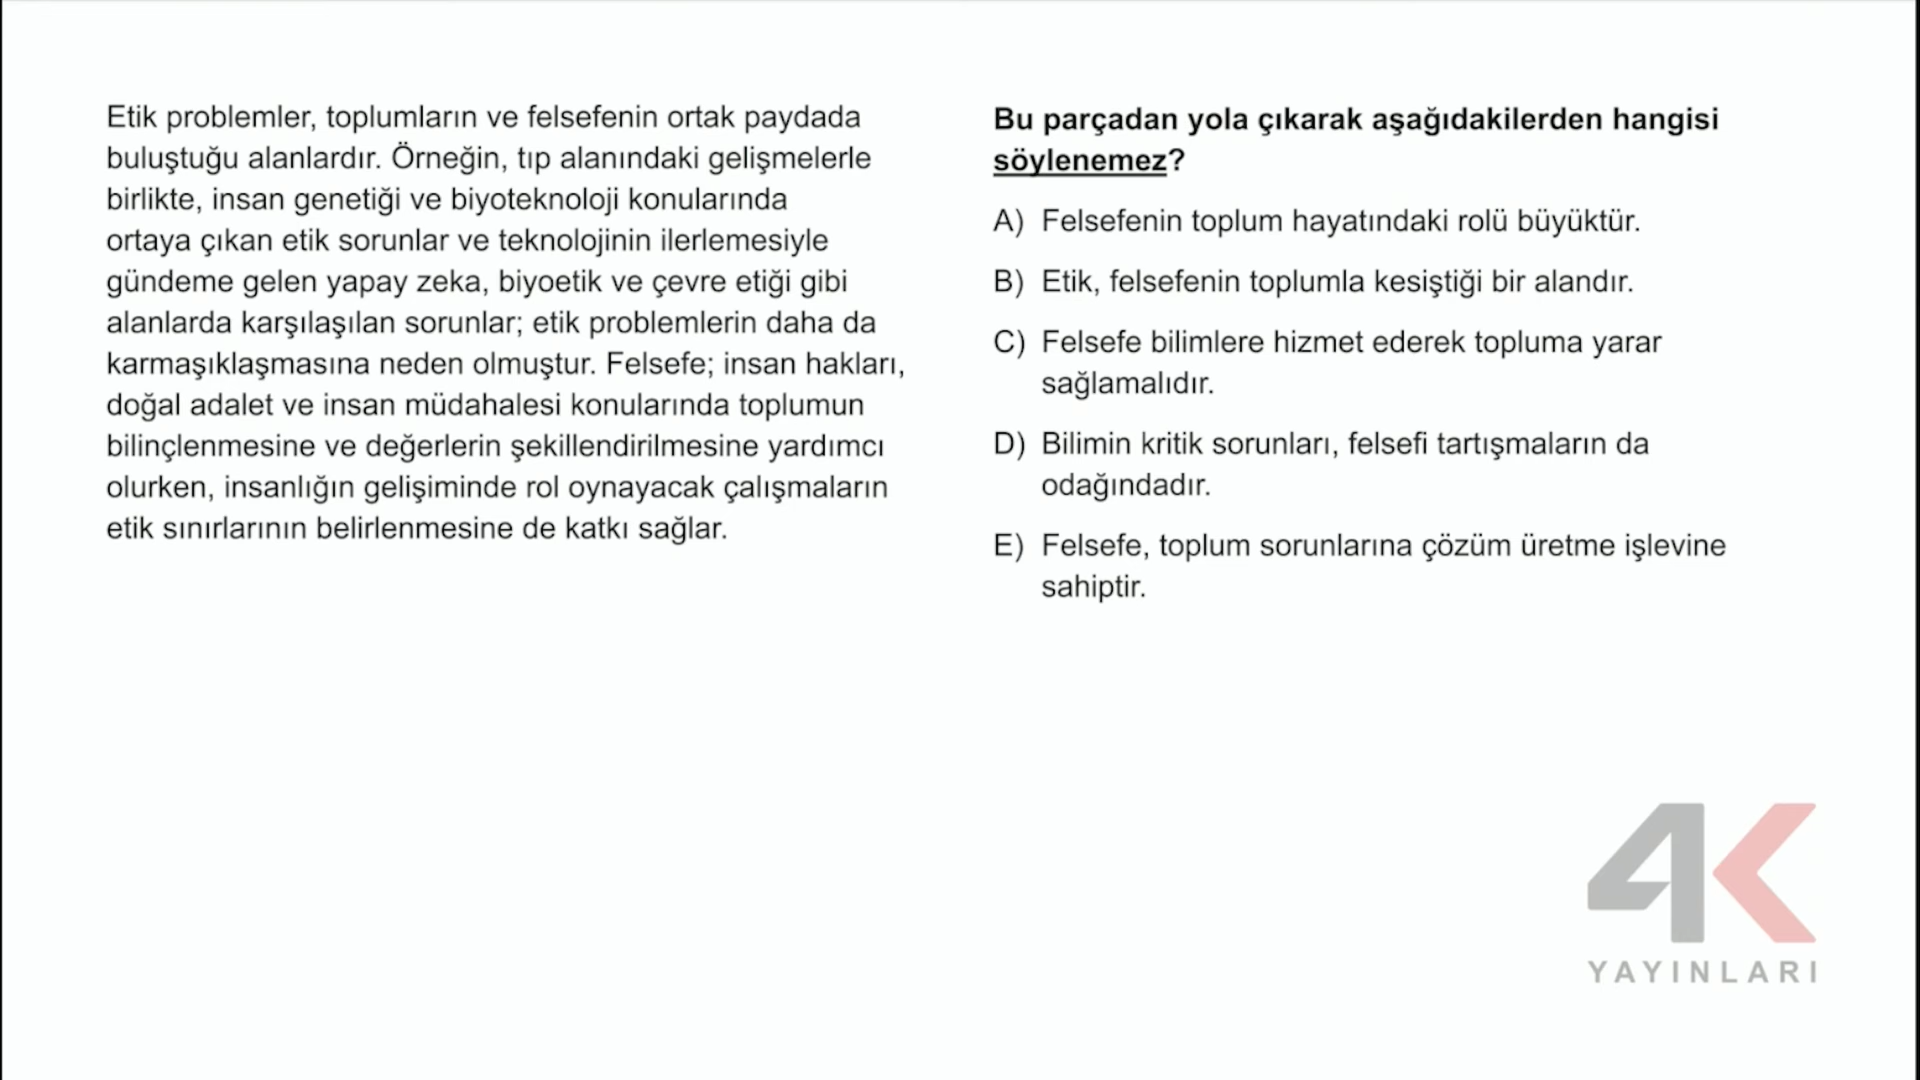 Etik problemler, toplumların ve felsefenin ortak paydada
buluştuğu alanlardır. Örneğin, tıp alanındaki gelişmelerle
birlikte, insan genetiği ve biyoteknoloji konularında
ortaya çıkan etik sorunlar ve teknolojinin ilerlemesiyle
gündeme gelen yapay zeka, biyoetik ve çevre etiği gibi
alanlarda karşılaşılan sorunlar; etik problemlerin daha da
karmaşıklaşmasına neden olmuştur. Felsefe; insan hakları,
doğal adalet ve insan müdahalesi konularında toplumun
bilinçlenmesine ve değerlerin şekillendirilmesine yardımcı
olurken, insanlığın gelişiminde rol oynayacak çalışmaların
etik sınırlarının belirlenmesine de katkı sağlar.
Bu parçadan yola çıkarak aşağıdakilerden hangisi
söylenemez?
A) Felsefenin toplum hayatındaki rolü büyüktür.
B) Etik, felsefenin toplumla kesiştiği bir alandır.
C) Felsefe bilimlere hizmet ederek topluma yarar
sağlamalıdır.
D) Bilimin kritik sorunları, felsefi tartışmaların da
odağındadır.
E) Felsefe, toplum sorunlarına çözüm üretme işlevine
sahiptir.
4K
YAYINLARI